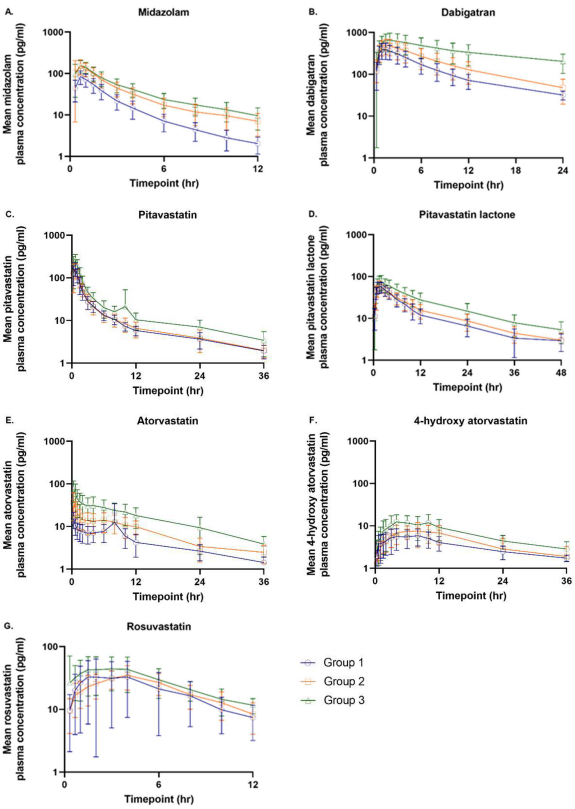 A.
Midazolam
Mean midazolam
plasma concentration (pg/ml)
1000
100
10
1
0
3
6
9
12
Timepoint (hr)
B.
Dabigatran
Mean dabigatran
plasma concentration (pg/ml)
1000
100
10
1
0
6
12
18
24
Timepoint (hr)
C.
Pitavastatin
Mean pitavastatin
plasma concentration (pg/ml)
1000
100
10
1
0
12
24
36
Timepoint (hr)
D.
Pitavastatin lactone
Mean pitavastatin lactone
plasma concentration (pg/ml)
1000
100
10
1
0
12
24
36
48
Timepoint (hr)
E.
Atorvastatin
Mean atorvastatin
plasma concentration (pg/ml)
1000
100
10
1
0
12
24
36
Timepoint (hr)
F.
4-hydroxy atorvastatin
Mean 4-hydroxy atorvastatin
plasma concentration (pg/ml)
1000
100
10
1
0
12
24
36
Timepoint (hr)
G.
Rosuvastatin
Mean rosuvastatin
plasma concentration (pg/ml)
100
10
1
0
6
12
Timepoint (hr)
Group 1
Group 2
Group 3